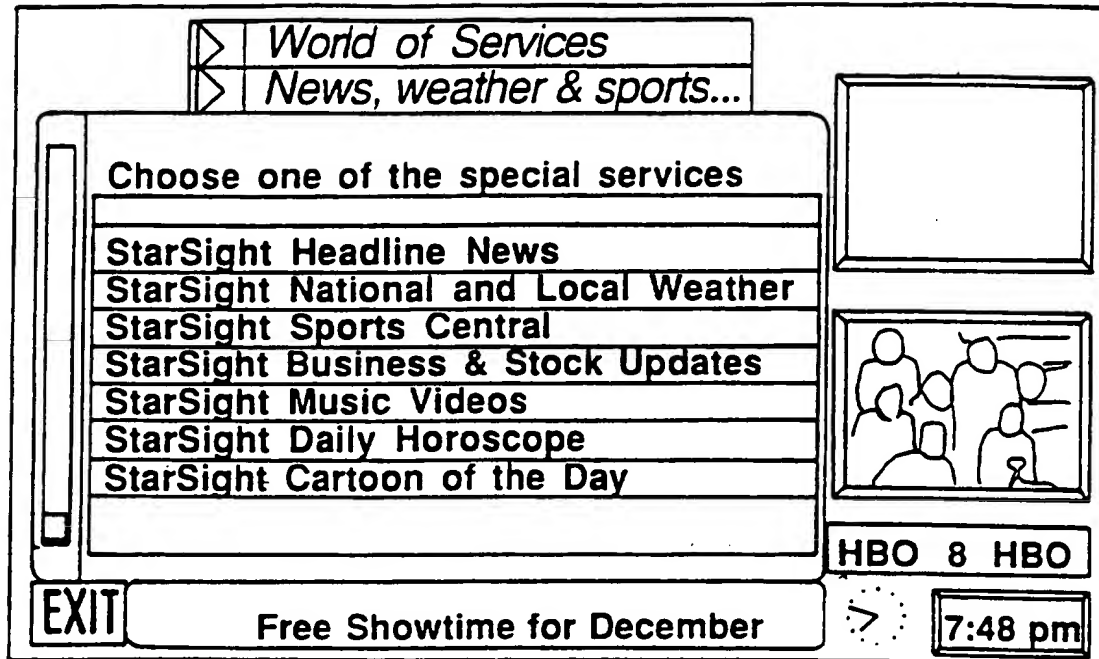 World of Services
News, weather & sports...
Choose one of the special services
StarSight Headline News
StarSight National and Local Weather
StarSight Sports Central
StarSight Business & Stock Updates
StarSight Music Videos
StarSight Daily Horoscope
StarSight Cartoon of the Day
HBO 8 HBO
EXIT
Free Showtime for December
7:48 pm